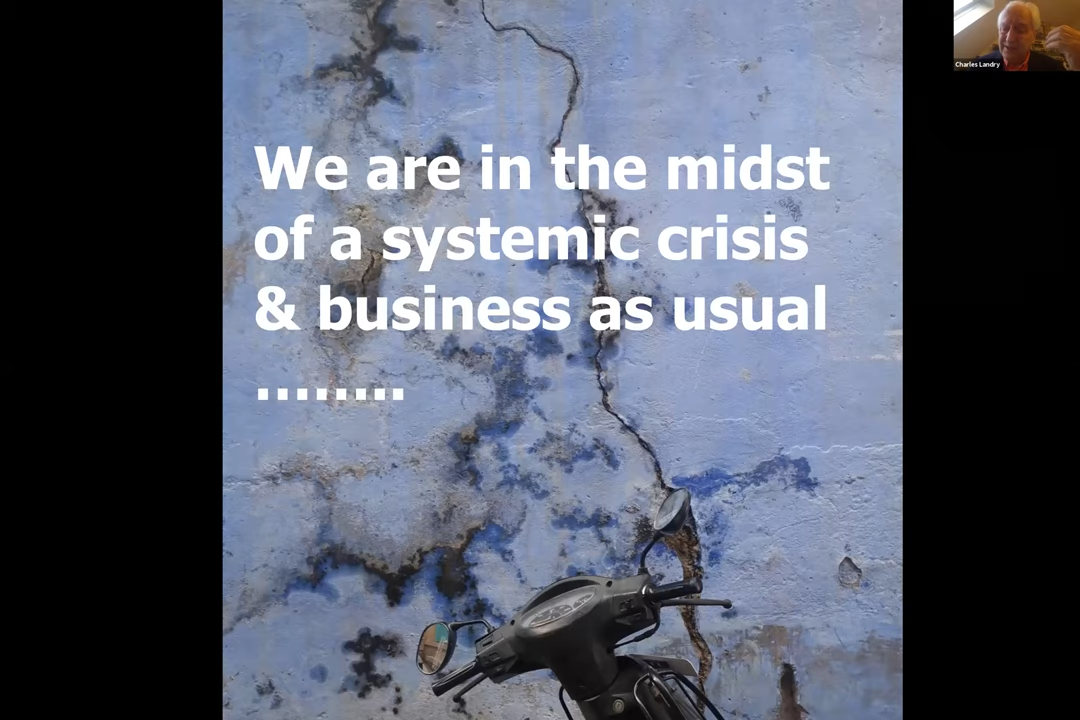 We are in the midst
of a systemic crisis
& business as usual
........
Charles Landry